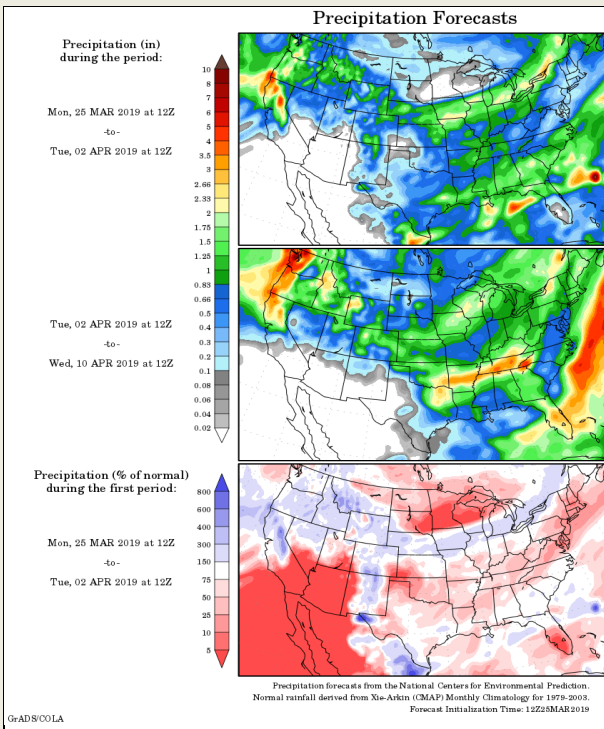 Precipitation Forecasts
Precipitation (in)
during the period:
Mon, 25 MAR 2019 at 12Z
-to-
Tue, 02 APR 2019 at 12Z
10
8
7
6
5
4
3.5
3
2.66
2.33
2
1.75
1.5
1.25
1
0.83
0.66
0.5
0.4
0.3
0.2
0.1
0.08
0.06
0.04
0.02
Tue, 02 APR 2019 at 12Z
-to-
Wed, 10 APR 2019 at 12Z
Precipitation (% of normal)
during the first period:
Mon, 25 MAR 2019 at 12Z
-to-
Tue, 02 APR 2019 at 12Z
800
600
400
300
150
75
50
25
10
5
Precipitation forecasts from the National Centers for Environmental Prediction.
Normal rainfall derived from Xie-Arkin (CMAP) Monthly Climatology for 1979-2003.
Forecast Initialization Time: 12Z25MAR2019
GrADS/COLA